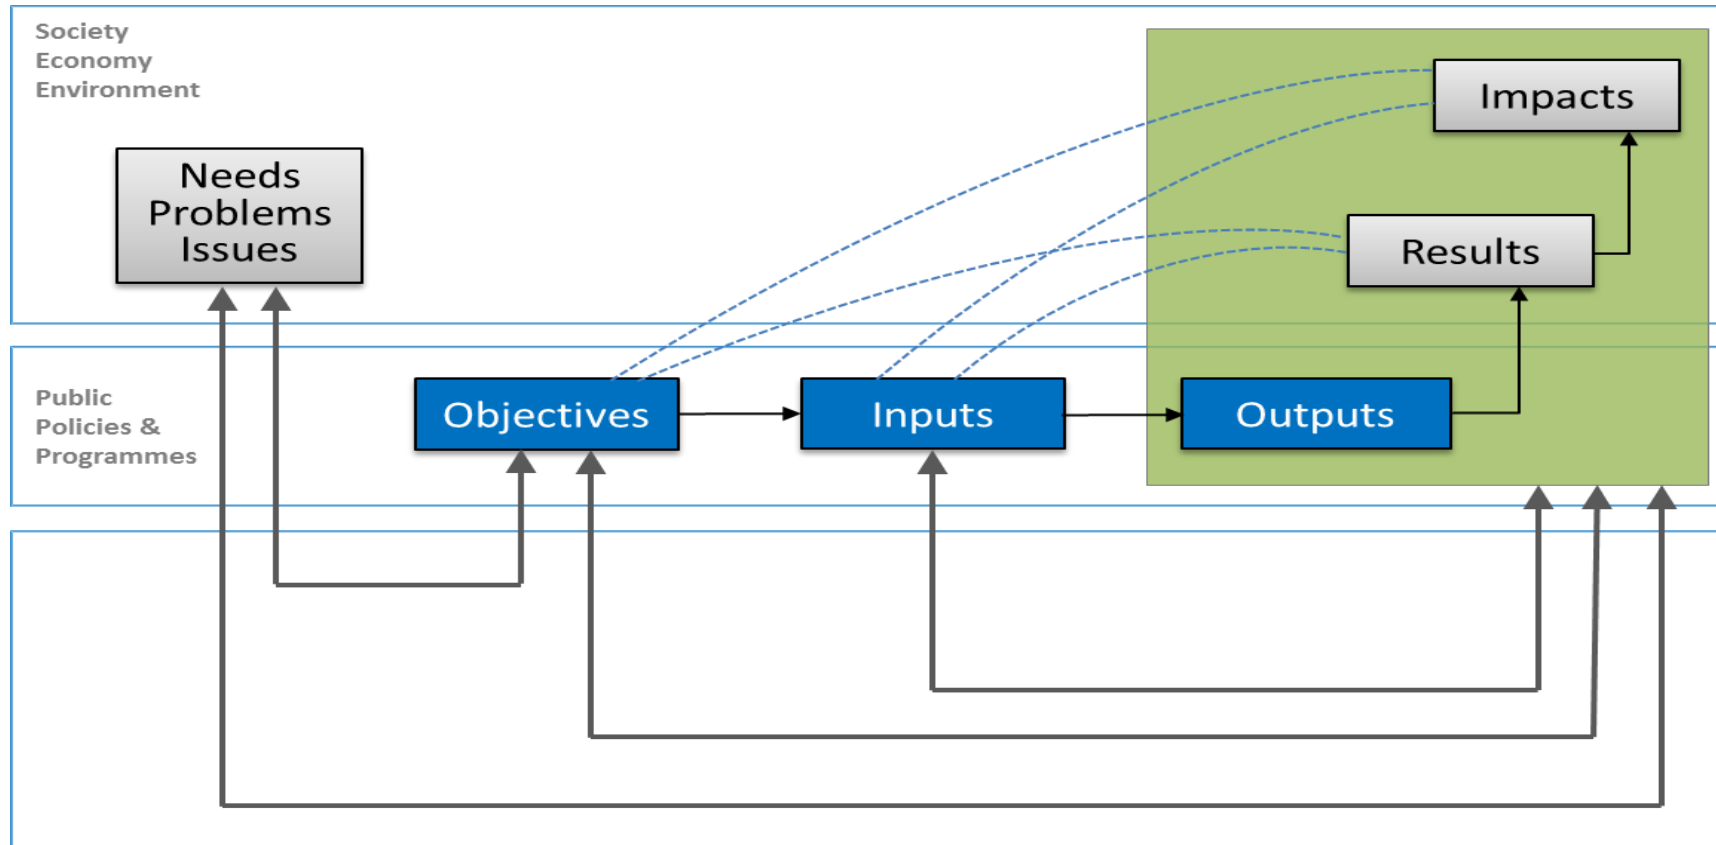 Society
Economy
Environment
Impacts
Needs
Problems
Issues
Results
Public
Policies &
Programmes
Objectives
Inputs
Outputs